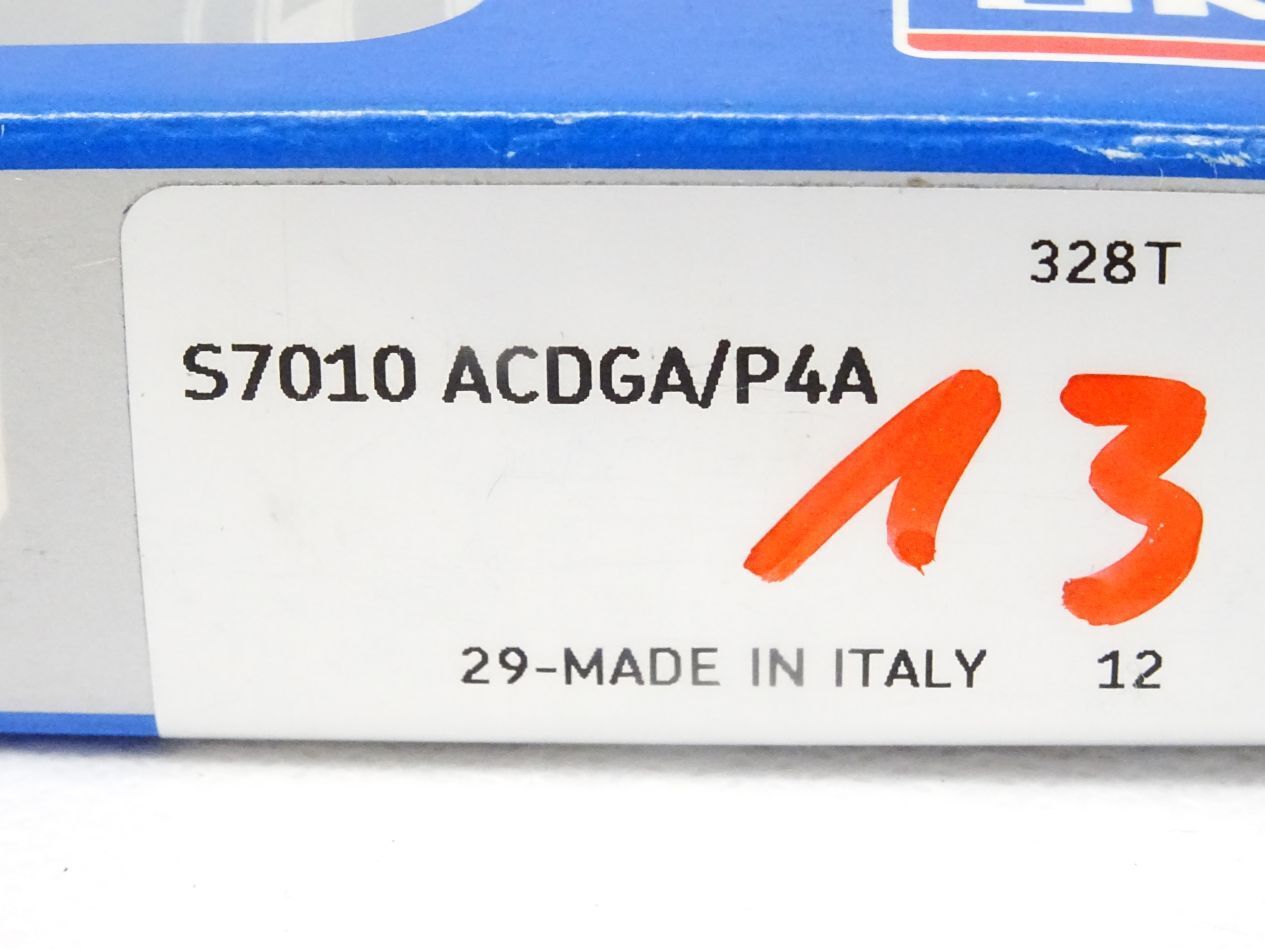 328T
S7010 ACDGA/P4A
13
29-MADE IN ITALY 12